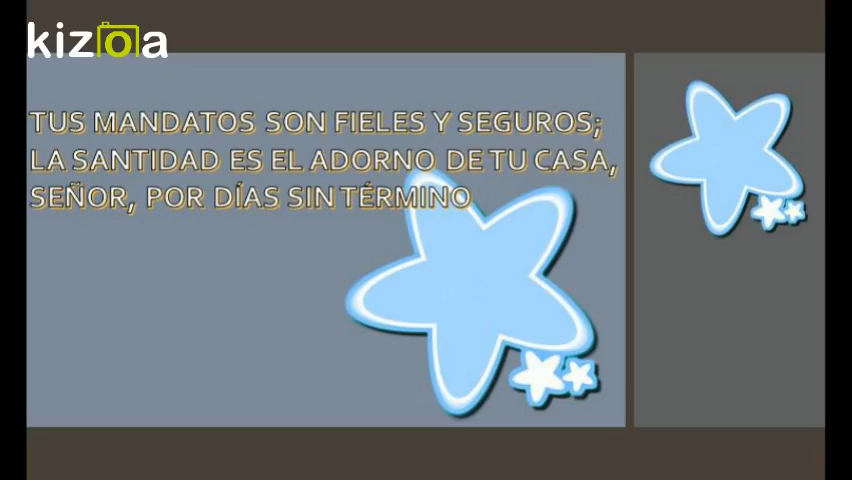 kizoa
TUS MANDATOS SON FIELES Y SEGUROS;
LA SANTIDAD ES EL ADORNO DE TU CASA,
SEÑOR, POR DÍAS SIN TÉRMINO